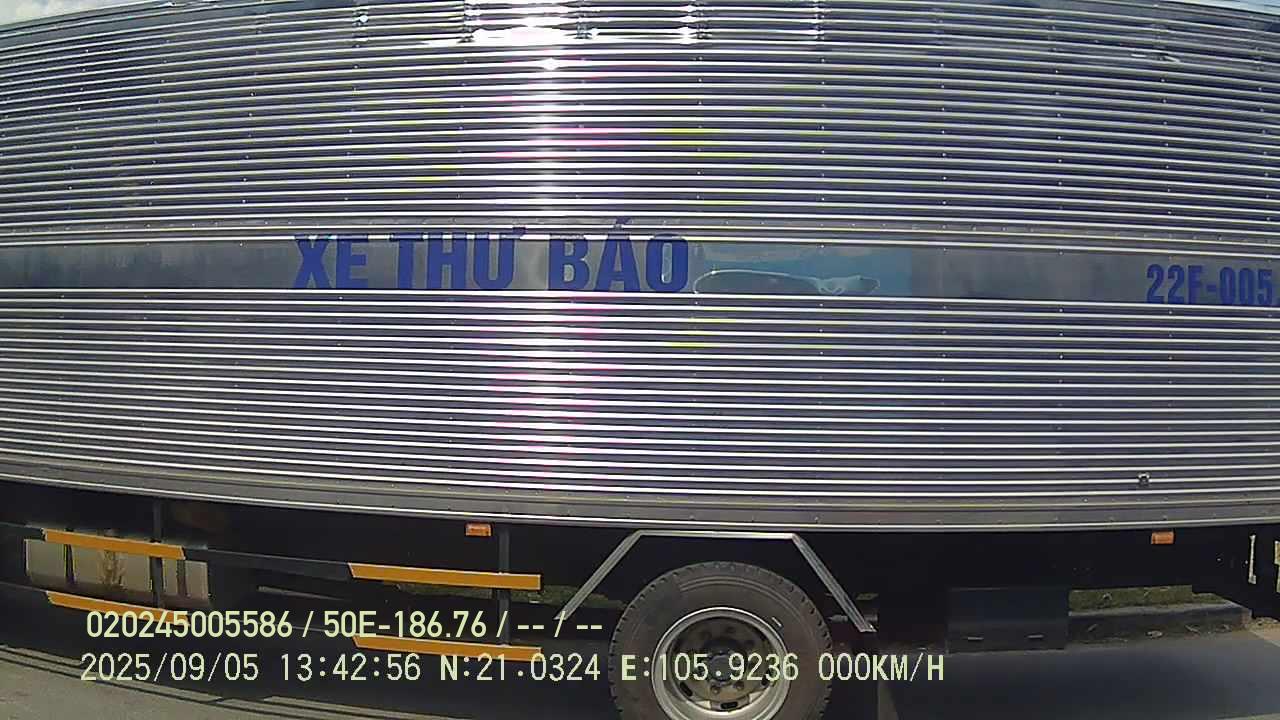 XE THƯ BÁO
22F-005
020245005586 / 50E-186.76 / -- / --
2025/09/05 13:42:56 N:21.0324 E:105.9236 000KM/H